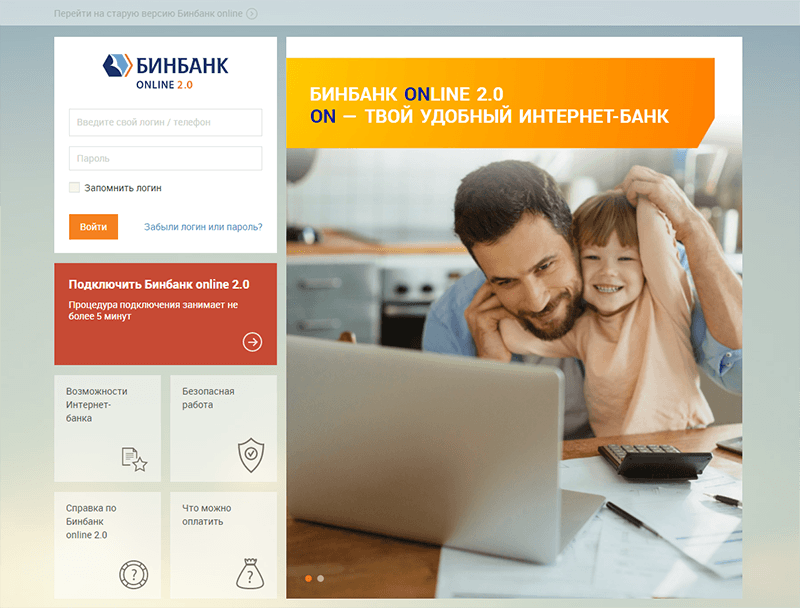 Перейти на старую версию Бинбанк online
БИНБАНК
ONLINE 2.0
Введите свой логин / телефон
Пароль
Запомнить логин
Войти
Забыли логин или пароль?
Подключить Бинбанк online 2.0
Процедура подключения занимает не
более 5 минут
Возможности
Интернет-
банка
Безопасная
работа
Справка по
Бинбанк
online 2.0
?
Что можно
оплатить
?
БИНБАНК ONLINE 2.0
ON — ТВОЙ УДОБНЫЙ ИНТЕРНЕТ-БАНК